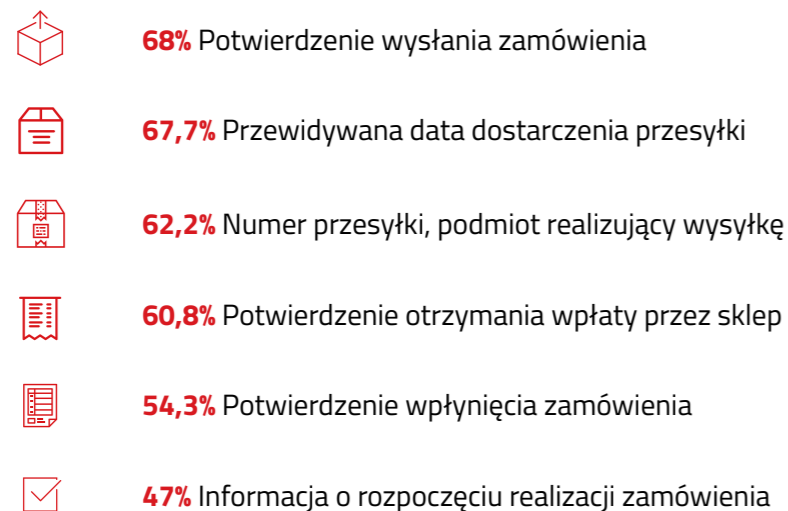 68% Potwierdzenie wysłania zamówienia
67,7% Przewidywana data dostarczenia przesyłki
62,2% Numer przesyłki, podmiot realizujący wysyłkę
60,8% Potwierdzenie otrzymania wpłaty przez sklep
54,3% Potwierdzenie wpłynięcia zamówienia
47% Informacja o rozpoczęciu realizacji zamówienia